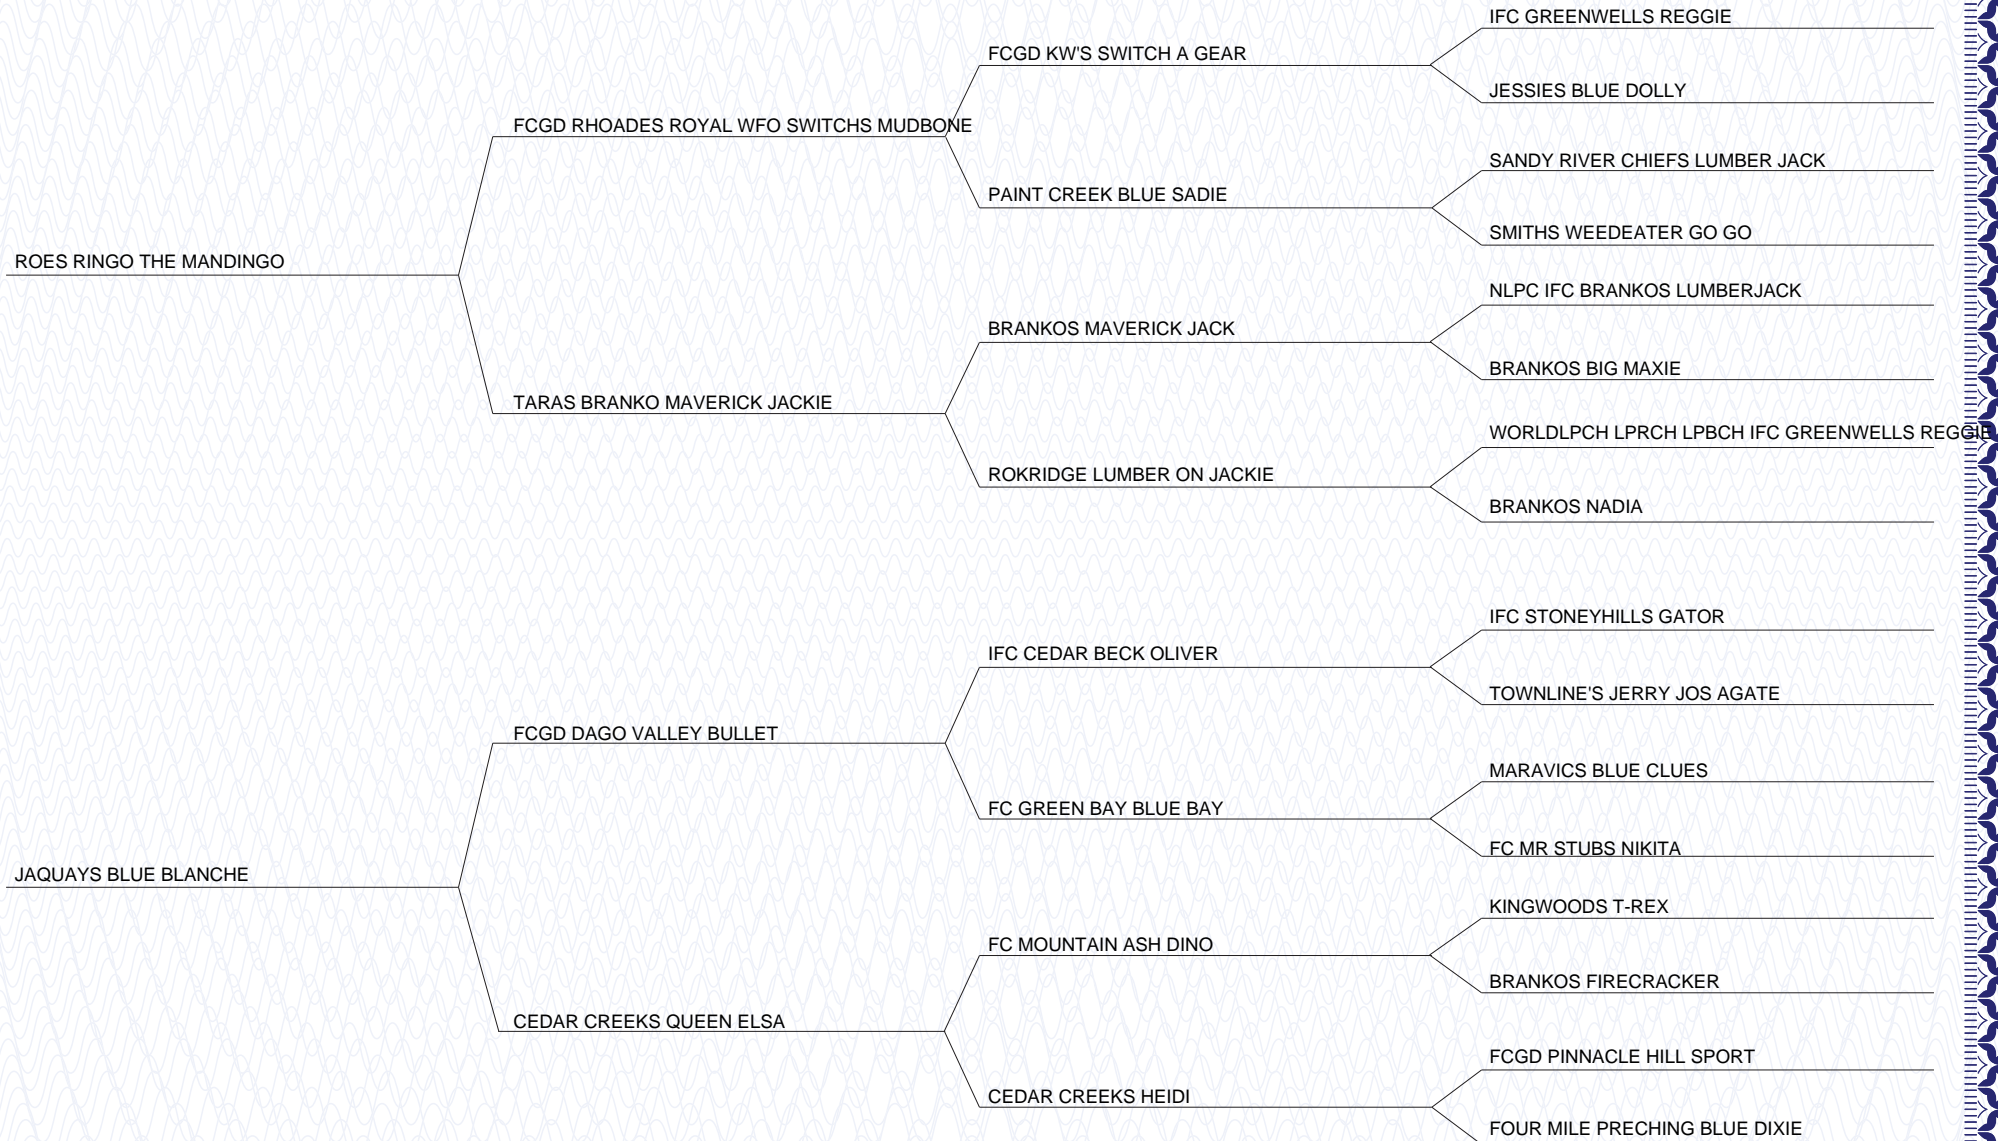 IFC GREENWELLS REGGIE
FCGD KW'S SWITCH A GEAR
JESSIES BLUE DOLLY
FCGD RHOADES ROYAL WFO SWITCHS MUDBONE
SANDY RIVER CHIEFS LUMBER JACK
PAINT CREEK BLUE SADIE
SMITHS WEEDEATER GO GO
ROES RINGO THE MANDINGO
NLPC IFC BRANKOS LUMBERJACK
BRANKOS MAVERICK JACK
BRANKOS BIG MAXIE
TARAS BRANKO MAVERICK JACKIE
WORLDLPCH LPRCH LPBCH IFC GREENWELLS REGGIE
ROKRIDGE LUMBER ON JACKIE
BRANKOS NADIA
IFC STONEYHILLS GATOR
IFC CEDAR BECK OLIVER
TOWNLINE'S JERRY JOS AGATE
FCGD DAGO VALLEY BULLET
MARAVICS BLUE CLUES
FC GREEN BAY BLUE BAY
FC MR STUBS NIKITA
JAQUAYS BLUE BLANCHE
KINGWOODS T-REX
FC MOUNTAIN ASH DINO
BRANKOS FIRECRACKER
CEDAR CREEKS QUEEN ELSA
FCGD PINNACLE HILL SPORT
CEDAR CREEKS HEIDI
FOUR MILE PRECHING BLUE DIXIE